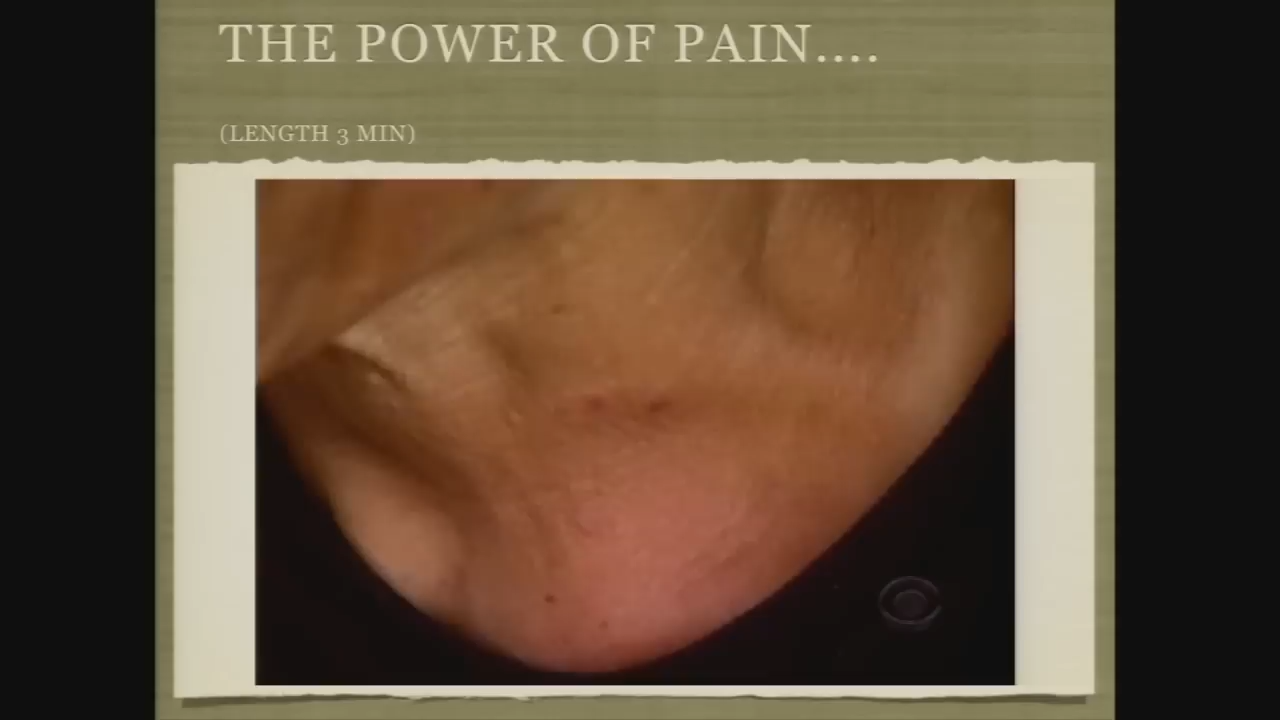 THE POWER OF PAIN....
(LENGTH 3 MIN)